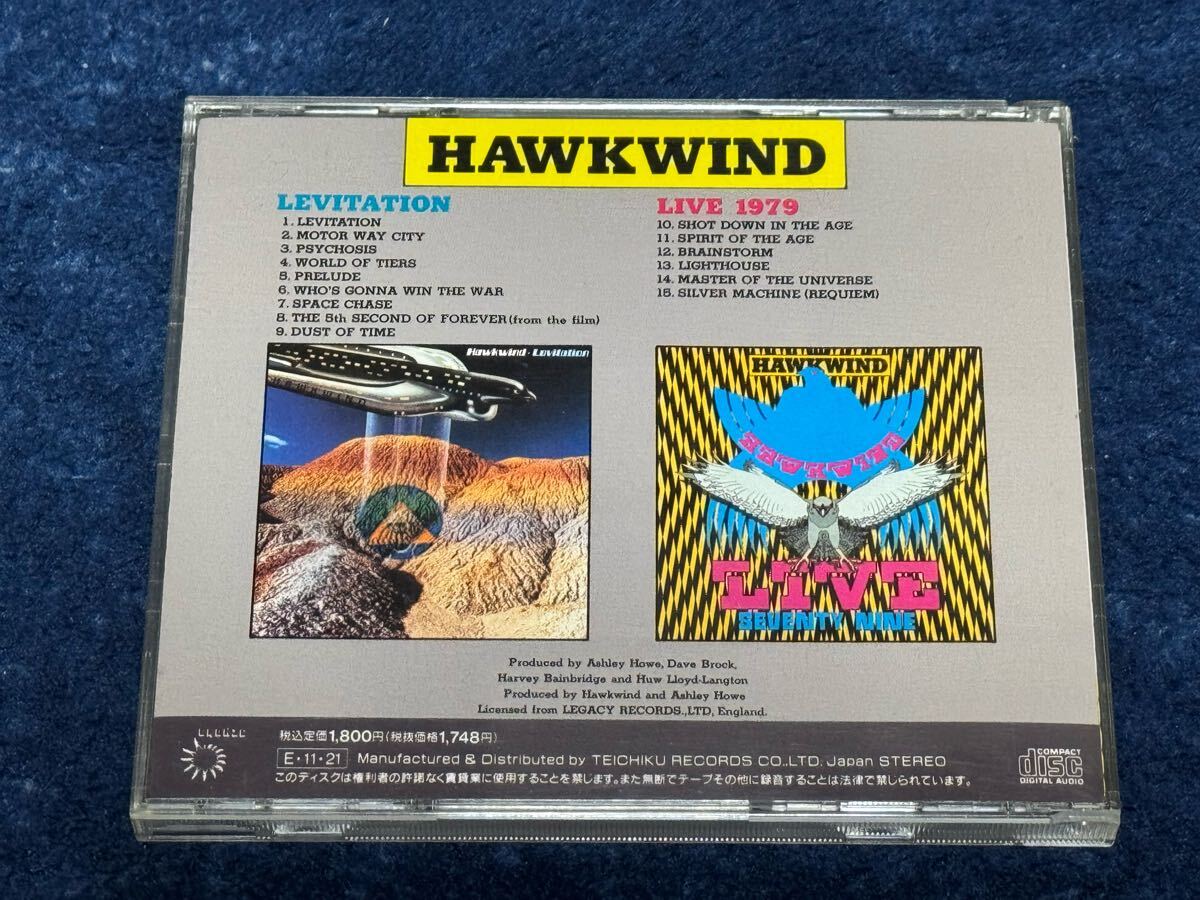 HAWKWIND
LEVITATION
1. LEVITATION
2. MOTOR WAY CITY
3. PSYCHOSIS
4. WORLD OF TIERS
5. PRELUDE
6. WHO'S GONNA WIN THE WAR
7. SPACE CHASE
8. THE 5th SECOND OF FOREVER (from the film)
9. DUST OF TIME
LIVE 1979
10. SHOT DOWN IN THE AGE
11. SPIRIT OF THE AGE
12. BRAINSTORM
13. LIGHTHOUSE
14. MASTER OF THE UNIVERSE
15. SILVER MACHINE (REQUIEM)
Hawkwind · Levitation
HAWKWIND
HAWKWIND
LIVE
SEVENTY NINE
Produced by Ashley Howe, Dave Brock,
Harvey Bainbridge and Huw Lloyd-Langton
Produced by Hawkwind and Ashley Howe
Licensed from LEGACY RECORDS.,LTD, England.
税込定価1,800円(税抜価格1,748円)
E·11·21 Manufactured & Distributed by TEICHIKU RECORDS CO.,LTD. Japan STEREO
このディスクは権利者の許諾なく賃貸業に使用することを禁じます。また無断でテープその他に録音することは法律で禁じられています。
COMPACT
disc
DIGITAL AUDIO